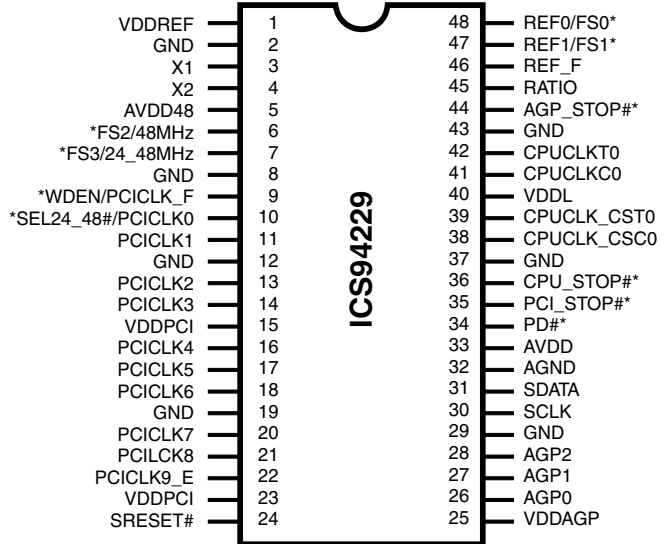 VDDREF 1 48 REF0/FS0*
GND 2 47 REF1/FS1*
X1 3 46 REF_F
X2 4 45 RATIO
AVDD48 5 44 AGP_STOP#*
*FS2/48MHz 6 43 GND
*FS3/24_48MHz 7 42 CPUCLKT0
GND 8 41 CPUCLKC0
*WDEN/PCICLK_F 9 40 VDDL
*SEL24_48#/PCICLK0 10 39 CPUCLK_CST0
PCICLK1 11 38 CPUCLK_CSC0
GND 12 37 GND
PCICLK2 13 36 CPU_STOP#*
PCICLK3 14 35 PCI_STOP#*
VDDPCI 15 34 PD#*
PCICLK4 16 33 AVDD
PCICLK5 17 32 AGND
PCICLK6 18 31 SDATA
GND 19 30 SCLK
PCICLK7 20 29 GND
PCILCK8 21 28 AGP2
PCICLK9_E 22 27 AGP1
VDDPCI 23 26 AGP0
SRESET# 24 25 VDDAGP
ICS94229